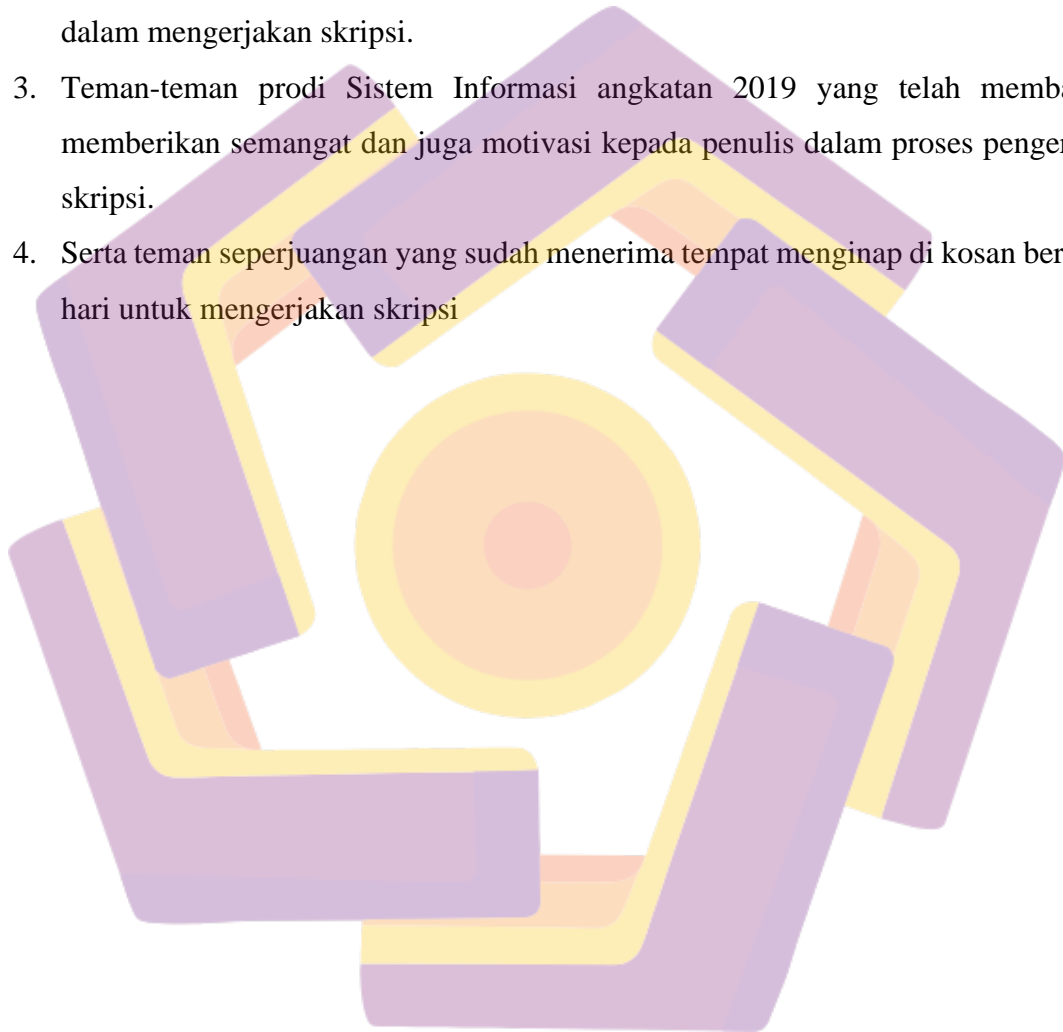 dalam mengerjakan skripsi.
3. Teman-teman prodi Sistem Informasi angkatan 2019 yang telah memba
memberikan semangat dan juga motivasi kepada penulis dalam proses penger
skripsi.
4. Serta teman seperjuangan yang sudah menerima tempat menginap di kosan ber
hari untuk mengerjakan skripsi